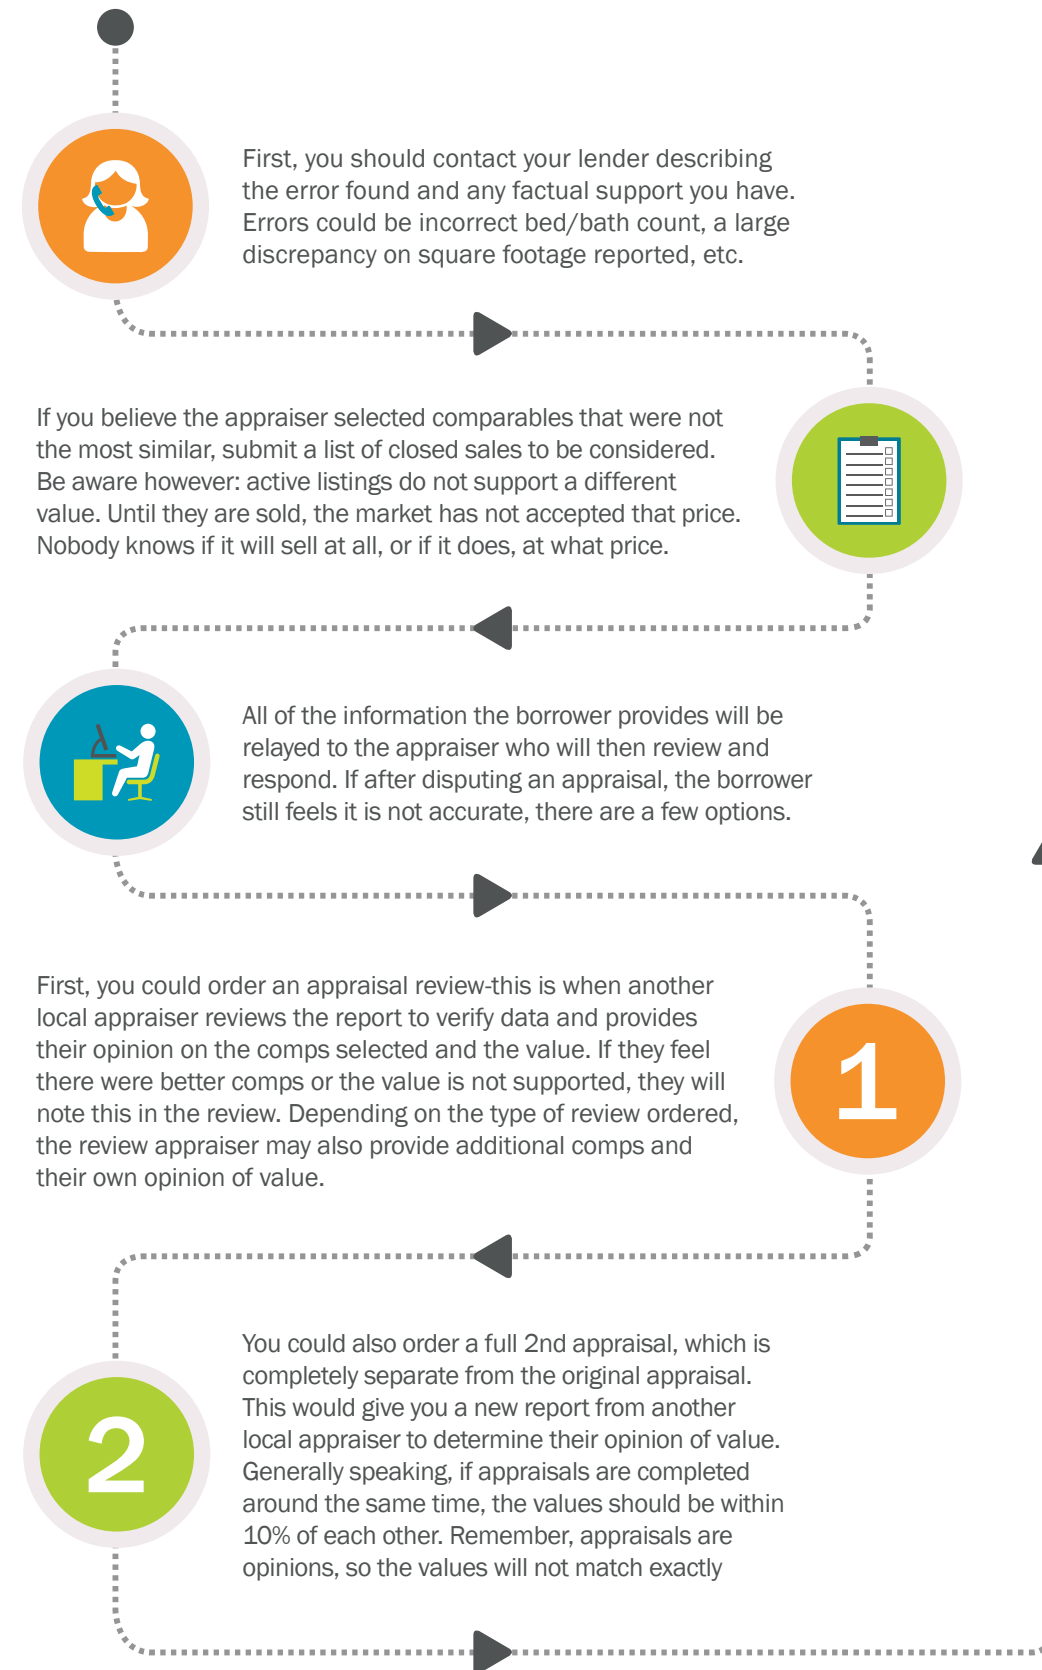 First, you should contact your lender describing
the error found and any factual support you have.
Errors could be incorrect bed/bath count, a large
discrepancy on square footage reported, etc.
If you believe the appraiser selected comparables that were not
the most similar, submit a list of closed sales to be considered.
Be aware however: active listings do not support a different
value. Until they are sold, the market has not accepted that price.
Nobody knows if it will sell at all, or if it does, at what price.
All of the information the borrower provides will be
relayed to the appraiser who will then review and
respond. If after disputing an appraisal, the borrower
still feels it is not accurate, there are a few options.
First, you could order an appraisal review-this is when another
local appraiser reviews the report to verify data and provides
their opinion on the comps selected and the value. If they feel
there were better comps or the value is not supported, they will
note this in the review. Depending on the type of review ordered,
the review appraiser may also provide additional comps and
their own opinion of value.
1
2
You could also order a full 2nd appraisal, which is
completely separate from the original appraisal.
This would give you a new report from another
local appraiser to determine their opinion of value.
Generally speaking, if appraisals are completed
around the same time, the values should be within
10% of each other. Remember, appraisals are
opinions, so the values will not match exactly